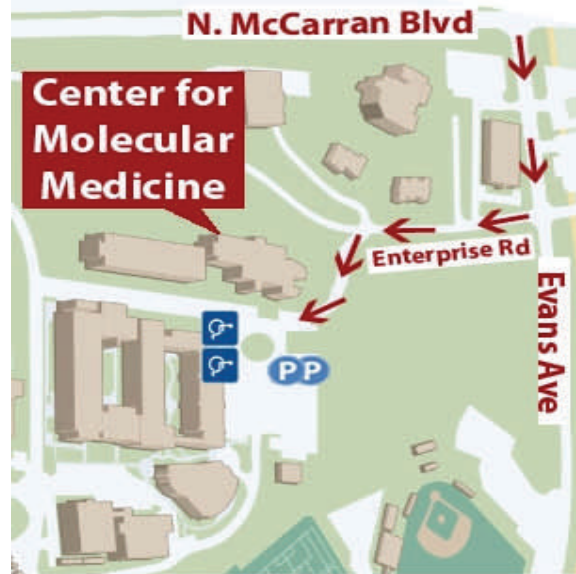 N. McCarran Blvd
Center for
Molecular
Medicine
Enterprise Rd
Evans Ave
P P